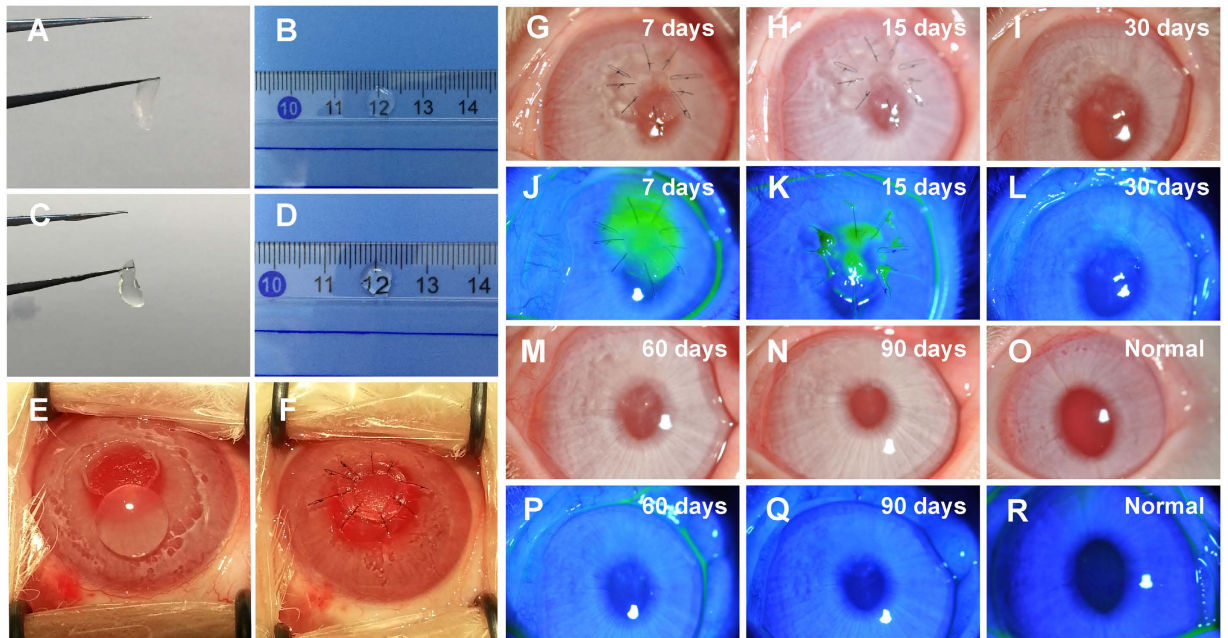 A
B
10 11 12 13 14
C
D
10 11 12 13 14
E
F
G 7 days
H 15 days
I 30 days
J 7 days
K 15 days
L 30 days
M 60 days
N 90 days
O Normal
P 60 days
Q 90 days
R Normal